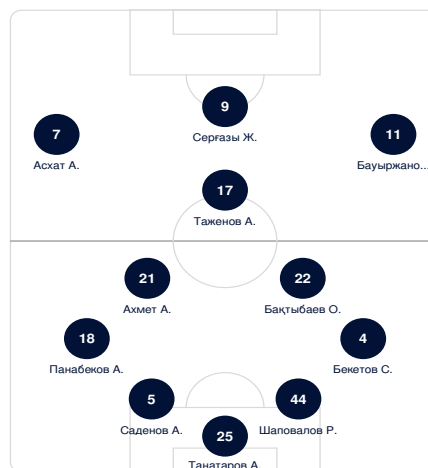 9
Серғазы Ж.
7
Асхат А.
11
Бауыржано...
17
Таженов А.
21
Ахмет А.
22
Бақтыбаев О.
18
Панабеков А.
4
Бекетов С.
5
Саденов А.
44
Шаповалов Р.
25
Танатаров А.